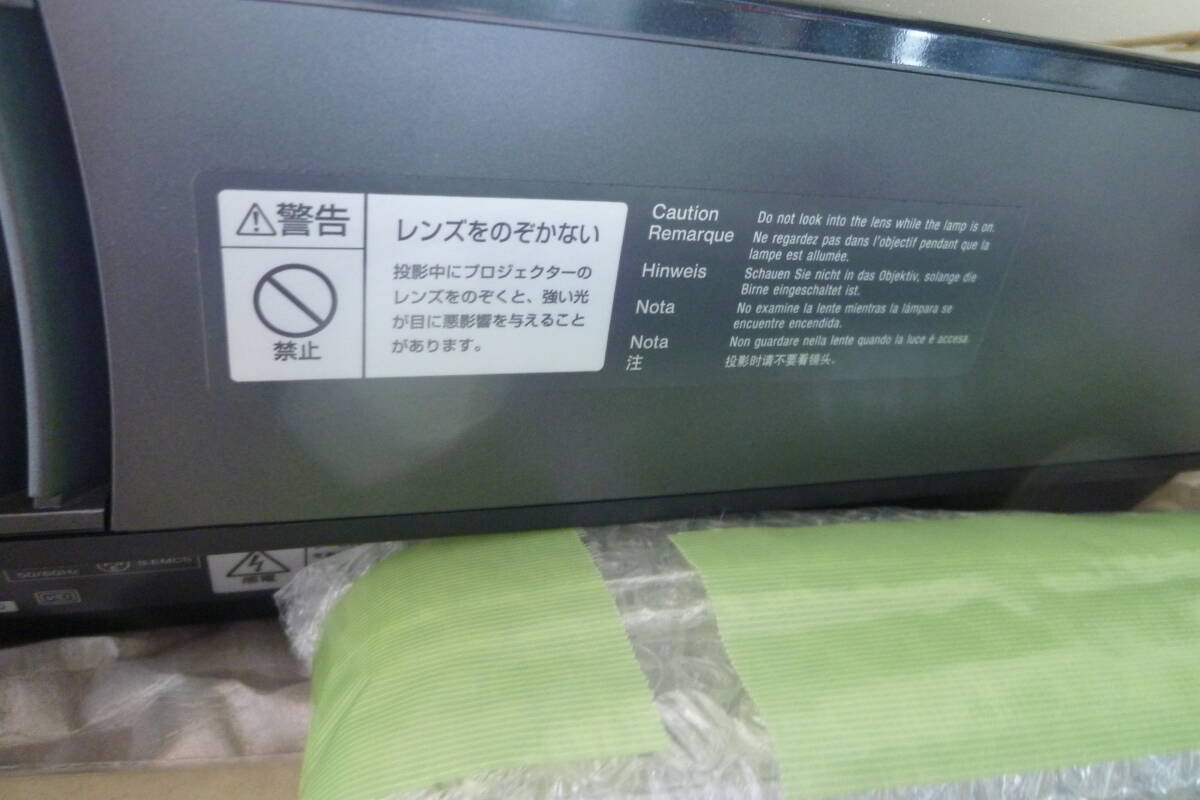 ⚠警告
禁止
レンズをのぞかない
投影中にプロジェクターの
レンズをのぞくと、強い光
が目に悪影響を与えること
があります。
Caution Do not look into the lens while the lamp is on.
Remarque Ne regardez pas dans l'objectif pendant que la
lampe est allumée.
Hinweis Schauen Sie nicht in das Objektiv, solange die
Birne eingeschaltet ist.
Nota No examine la lente mientras la lámpara se
encuentre encendida.
Nota Non guardare nella lente quando la luce è accesa.
注 投影时请不要看镜头.
50/60Hz
感電